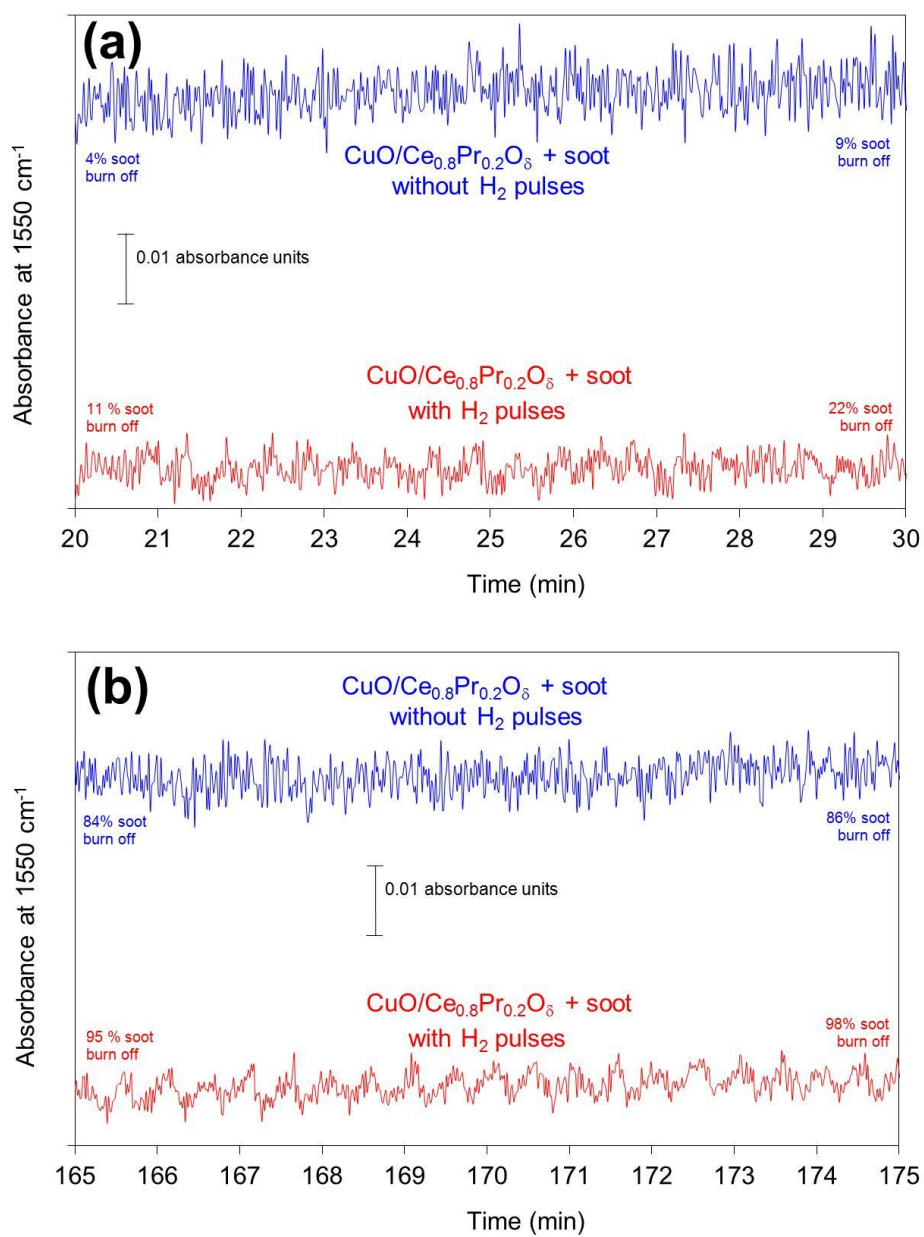 (a)
4% soot
burn off
CuO/Ce₀.₈Pr₀.₂Oδ + soot
without H₂ pulses
9% soot
burn off
0.01 absorbance units
Absorbance at 1550 cm⁻¹
CuO/Ce₀.₈Pr₀.₂Oδ + soot
with H₂ pulses
11 % soot
burn off
22% soot
burn off
20 21 22 23 24 25 26 27 28 29 30
Time (min)
(b)
CuO/Ce₀.₈Pr₀.₂Oδ + soot
without H₂ pulses
84% soot
burn off
86% soot
burn off
0.01 absorbance units
Absorbance at 1550 cm⁻¹
CuO/Ce₀.₈Pr₀.₂Oδ + soot
with H₂ pulses
95 % soot
burn off
98% soot
burn off
165 166 167 168 169 170 171 172 173 174 175
Time (min)